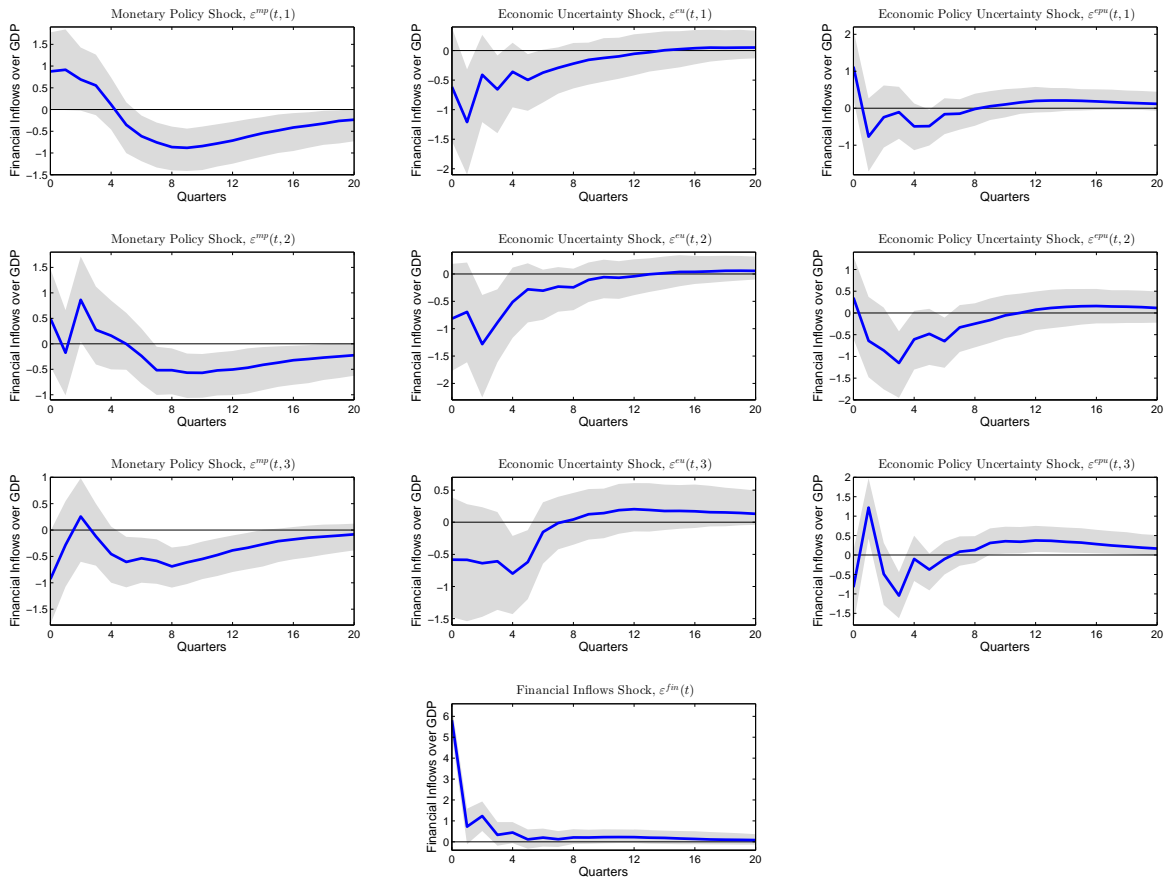 Monetary Policy Shock, ε^{mp}(t, 1)
Financial Inflows over GDP
1.5
1
0.5
0
−0.5
−1
−1.5
0 4 8 12 16 20
Quarters
Economic Uncertainty Shock, ε^{eu}(t, 1)
Financial Inflows over GDP
0
−0.5
−1
−1.5
−2
0 4 8 12 16 20
Quarters
Economic Policy Uncertainty Shock, ε^{epu}(t, 1)
Financial Inflows over GDP
2
1
0
−1
0 4 8 12 16 20
Quarters
Monetary Policy Shock, ε^{mp}(t, 2)
Financial Inflows over GDP
1.5
1
0.5
0
−0.5
−1
0 4 8 12 16 20
Quarters
Economic Uncertainty Shock, ε^{eu}(t, 2)
Financial Inflows over GDP
0
−0.5
−1
−1.5
−2
0 4 8 12 16 20
Quarters
Economic Policy Uncertainty Shock, ε^{epu}(t, 2)
Financial Inflows over GDP
1
0.5
0
−0.5
−1
−1.5
−2
0 4 8 12 16 20
Quarters
Monetary Policy Shock, ε^{mp}(t, 3)
Financial Inflows over GDP
1
0.5
0
−0.5
−1
−1.5
0 4 8 12 16 20
Quarters
Economic Uncertainty Shock, ε^{eu}(t, 3)
Financial Inflows over GDP
0.5
0
−0.5
−1
−1.5
0 4 8 12 16 20
Quarters
Economic Policy Uncertainty Shock, ε^{epu}(t, 3)
Financial Inflows over GDP
2
1.5
1
0.5
0
−0.5
−1
−1.5
0 4 8 12 16 20
Quarters
Financial Inflows Shock, ε^{fin}(t)
Financial Inflows over GDP
6
5
4
3
2
1
0
0 4 8 12 16 20
Quarters